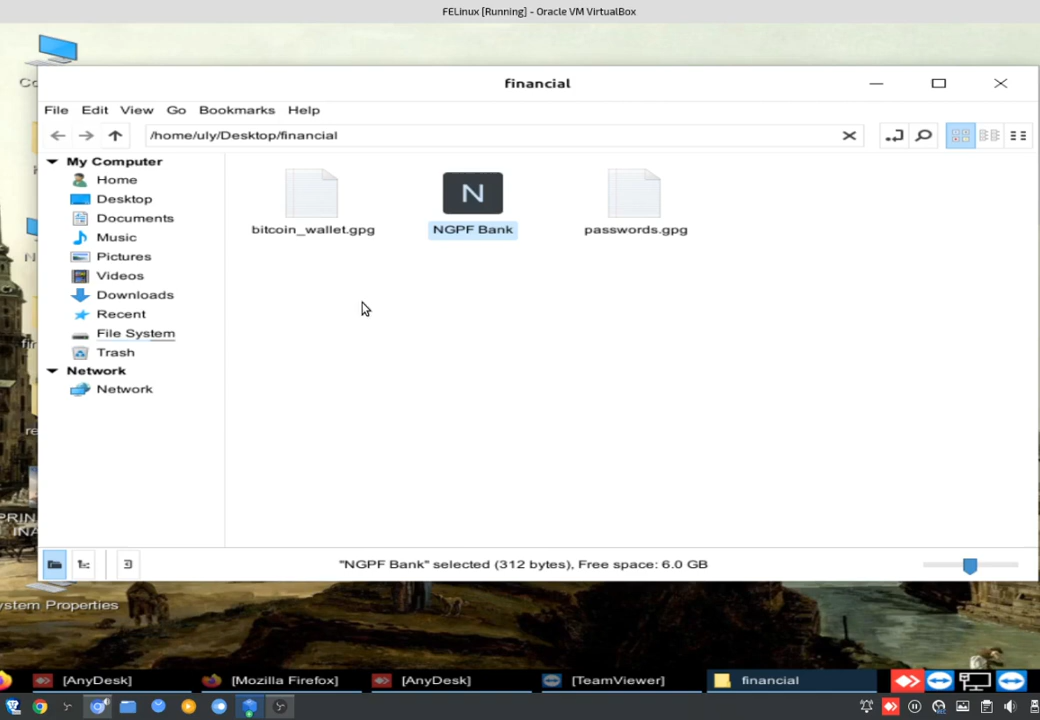 FELinux [Running] - Oracle VM VirtualBox
financial
File Edit View Go Bookmarks Help
/home/uly/Desktop/financial
My Computer
Home
Desktop
Documents
Music
Pictures
Videos
Downloads
Recent
File System
Trash
Network
Network
N
bitcoin_wallet.gpg NGPF Bank passwords.gpg
"NGPF Bank" selected (312 bytes), Free space: 6.0 GB
ystem Properties
[AnyDesk] [Mozilla Firefox] [AnyDesk] [TeamViewer] financial